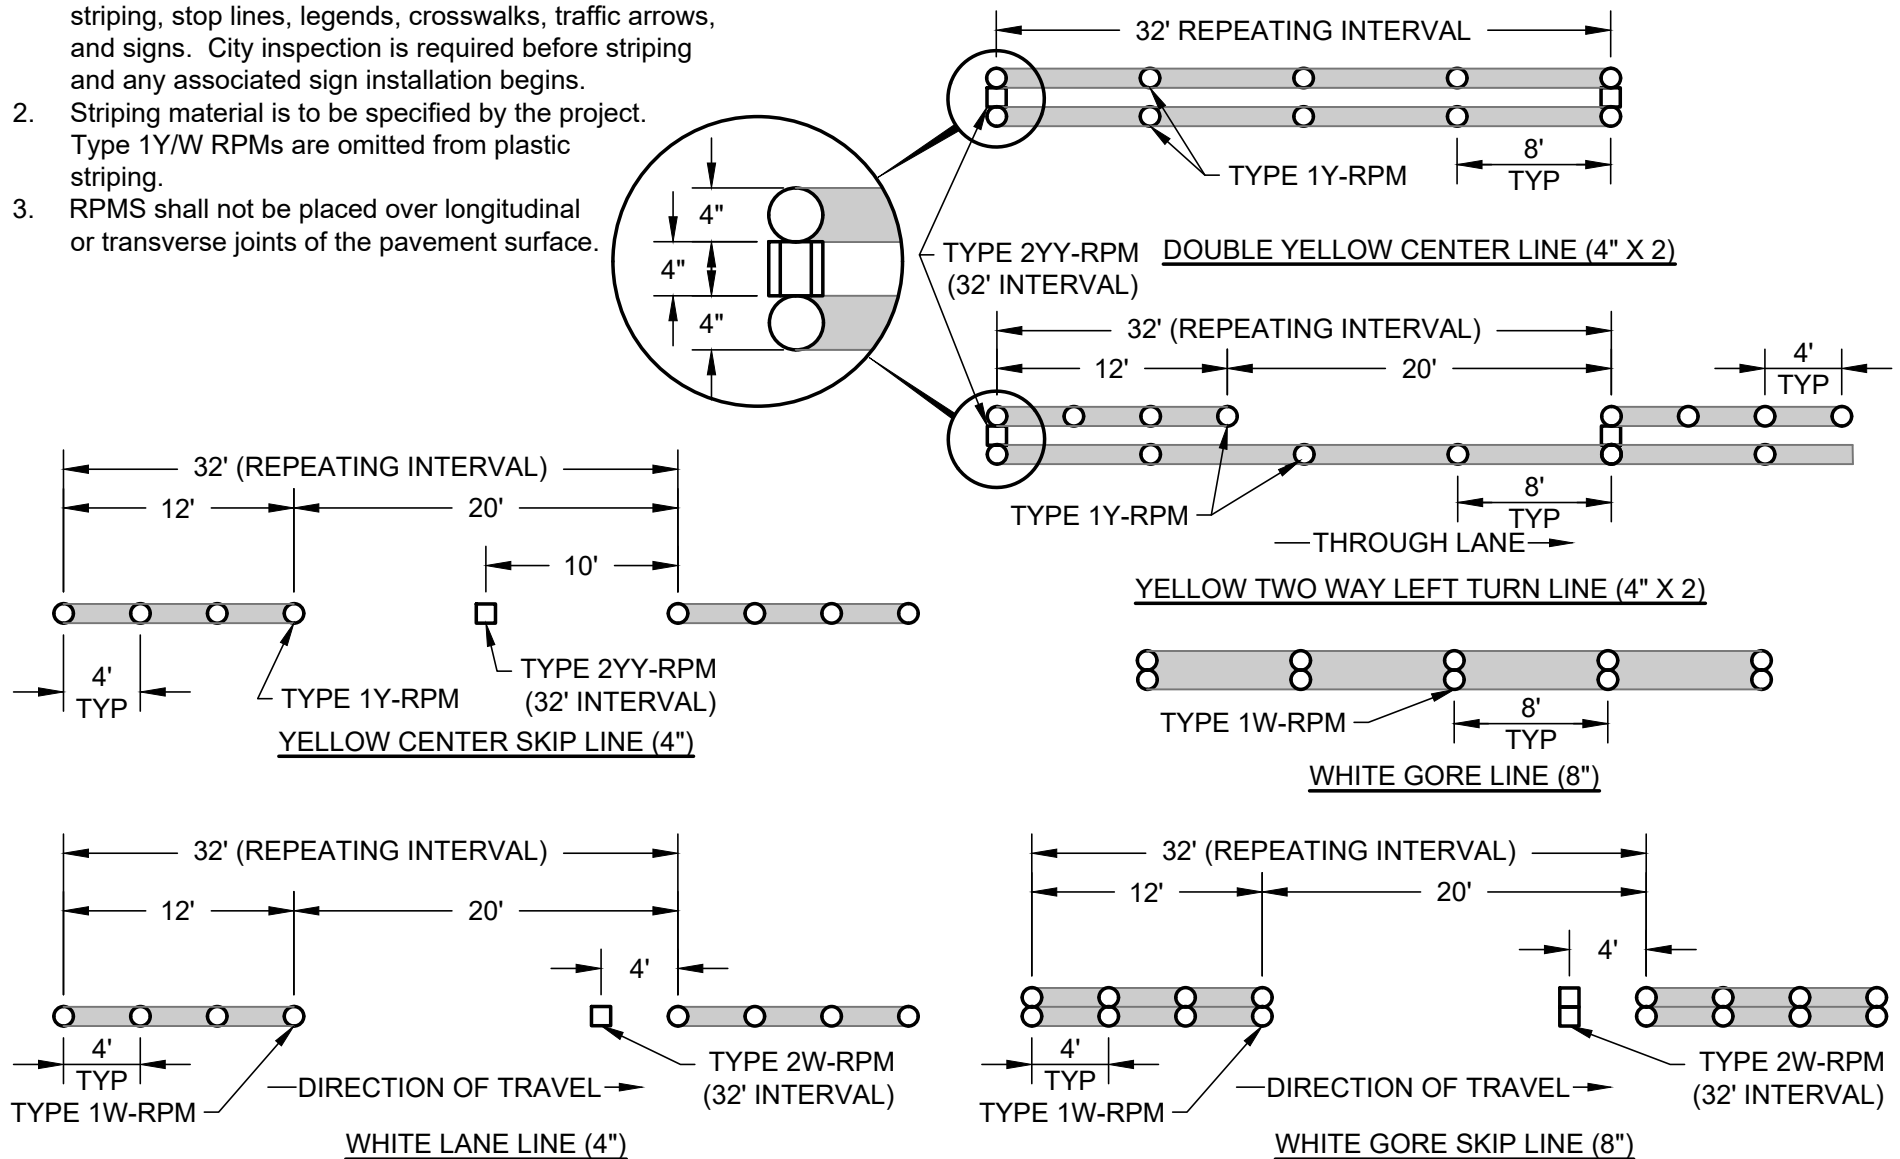 striping, stop lines, legends, crosswalks, traffic arrows,
and signs. City inspection is required before striping
and any associated sign installation begins.
2. Striping material is to be specified by the project.
Type 1Y/W RPMs are omitted from plastic
striping.
3. RPMS shall not be placed over longitudinal
or transverse joints of the pavement surface.
32' REPEATING INTERVAL
TYPE 1Y-RPM
8'
TYP
4"
4"
4"
TYPE 2YY-RPM
(32' INTERVAL)
DOUBLE YELLOW CENTER LINE (4" X 2)
32' (REPEATING INTERVAL)
12'
20'
4'
TYP
TYPE 1Y-RPM
8'
TYP
THROUGH LANE
YELLOW TWO WAY LEFT TURN LINE (4" X 2)
32' (REPEATING INTERVAL)
12'
20'
10'
4'
TYP
TYPE 1Y-RPM
TYPE 2YY-RPM
(32' INTERVAL)
YELLOW CENTER SKIP LINE (4")
TYPE 1W-RPM
8'
TYP
WHITE GORE LINE (8")
32' (REPEATING INTERVAL)
12'
20'
4'
4'
TYP
TYPE 1W-RPM
DIRECTION OF TRAVEL
TYPE 2W-RPM
(32' INTERVAL)
WHITE LANE LINE (4")
32' (REPEATING INTERVAL)
12'
20'
4'
4'
TYP
TYPE 1W-RPM
DIRECTION OF TRAVEL
TYPE 2W-RPM
(32' INTERVAL)
WHITE GORE SKIP LINE (8")